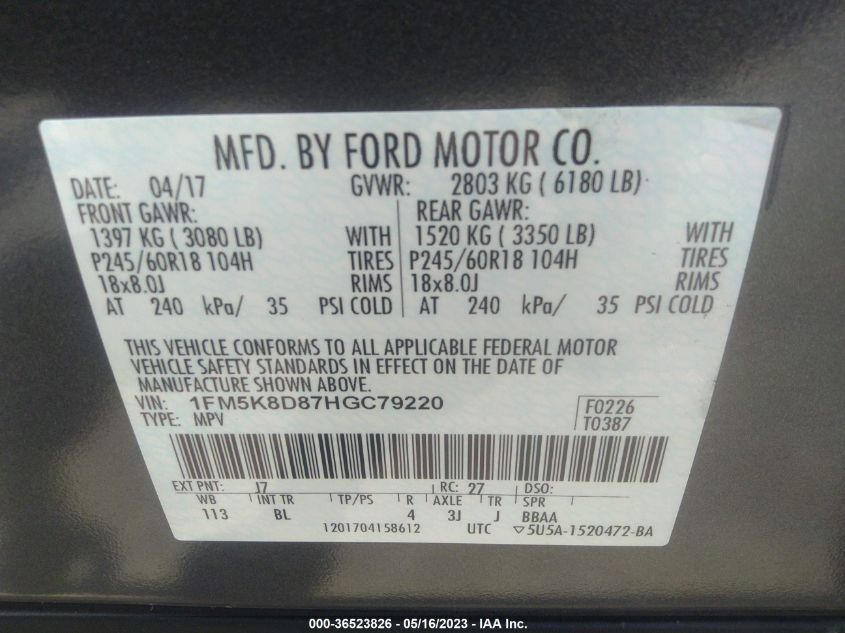 MFD. BY FORD MOTOR CO.
DATE: 04/17 GVWR: 2803 KG ( 6180 LB)
FRONT GAWR: REAR GAWR:
1397 KG ( 3080 LB) WITH 1520 KG ( 3350 LB) WITH
P245/60R18 104H TIRES P245/60R18 104H TIRES
18x8.0J RIMS 18x8.0J RIMS
AT 240 kPa/ 35 PSI COLD AT 240 kPa/ 35 PSI COLD
THIS VEHICLE CONFORMS TO ALL APPLICABLE FEDERAL MOTOR
VEHICLE SAFETY STANDARDS IN EFFECT ON THE DATE OF
MANUFACTURE SHOWN ABOVE.
VIN: 1FM5K8D87HGC79220 F0226
TYPE: MPV T0387
EXT PNT: J7 RC: 27 DSO:
WB INT TR TP/PS R AXLE TR SPR
113 BL 4 3J J BBAA
1201704158612 UTC ▽5U5A-1520472-BA
000-36523826 - 05/16/2023 - © IAA Inc.